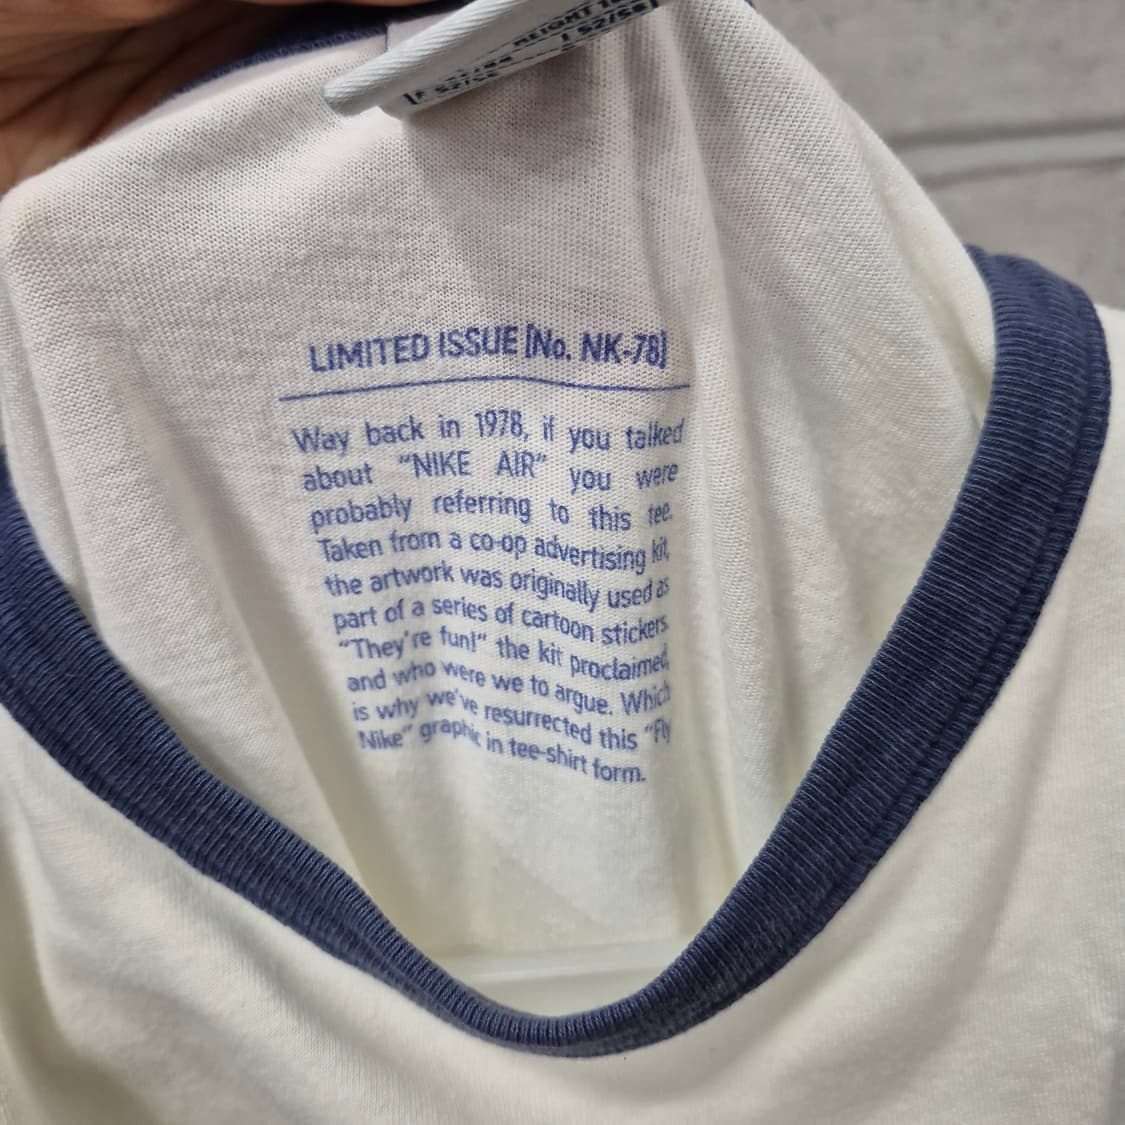 HEIGHT
52/56
LIMITED ISSUE [No. NK-78]
Way back in 1978, if you talked
about “NIKE AIR” you were
probably referring to this tee.
Taken from a co-op advertising kit,
the artwork was originally used as
part of a series of cartoon stickers.
“They're fun!” the kit proclaimed,
and who were we to argue. Which
is why we've resurrected this “Fly
Nike” graphic in tee-shirt form.